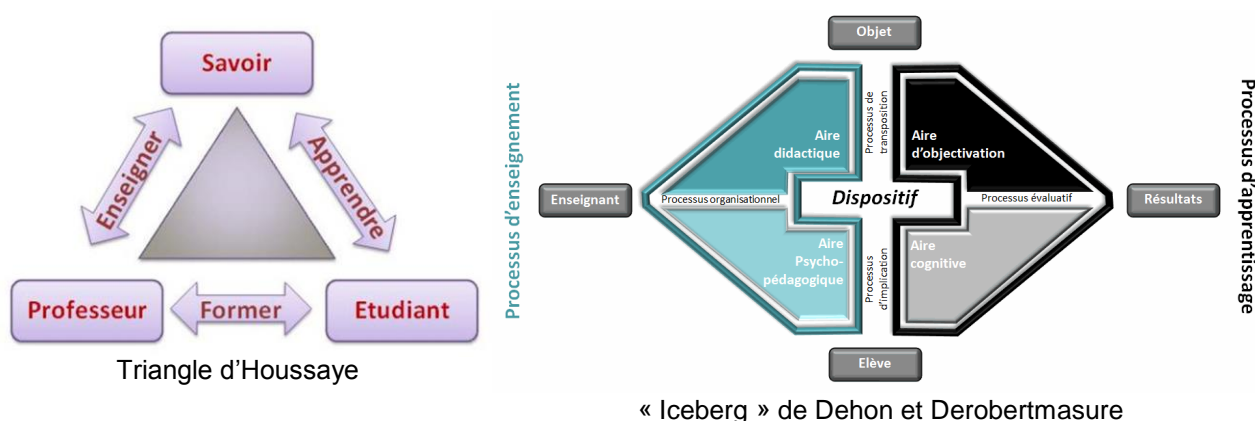 Savoir
Enseigner
Apprendre
Professeur
Former
Etudiant
Triangle d'Houssaye
Processus d'enseignement
Objet
Processus de
transposition
Aire
didactique
Aire
d'objectivation
Enseignant
Processus organisationnel
Dispositif
Processus évaluatif
Résultats
Aire
Psycho-
pédagogique
Processus
d'implication
Aire
cognitive
Elève
Processus d'apprentissage
« Iceberg » de Dehon et Derobertmasure